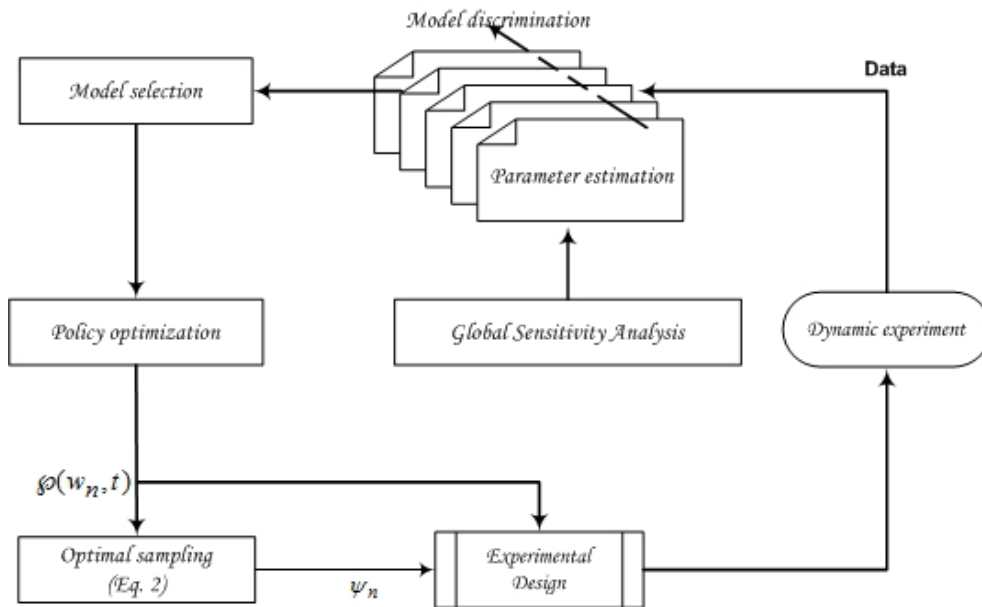 Model discrimination
Model selection
Data
Parameter estimation
Policy optimization
Global Sensitivity Analysis
Dynamic experiment
℘(wₙ,t)
Optimal sampling
(Eq. 2)
ψₙ
Experimental
Design